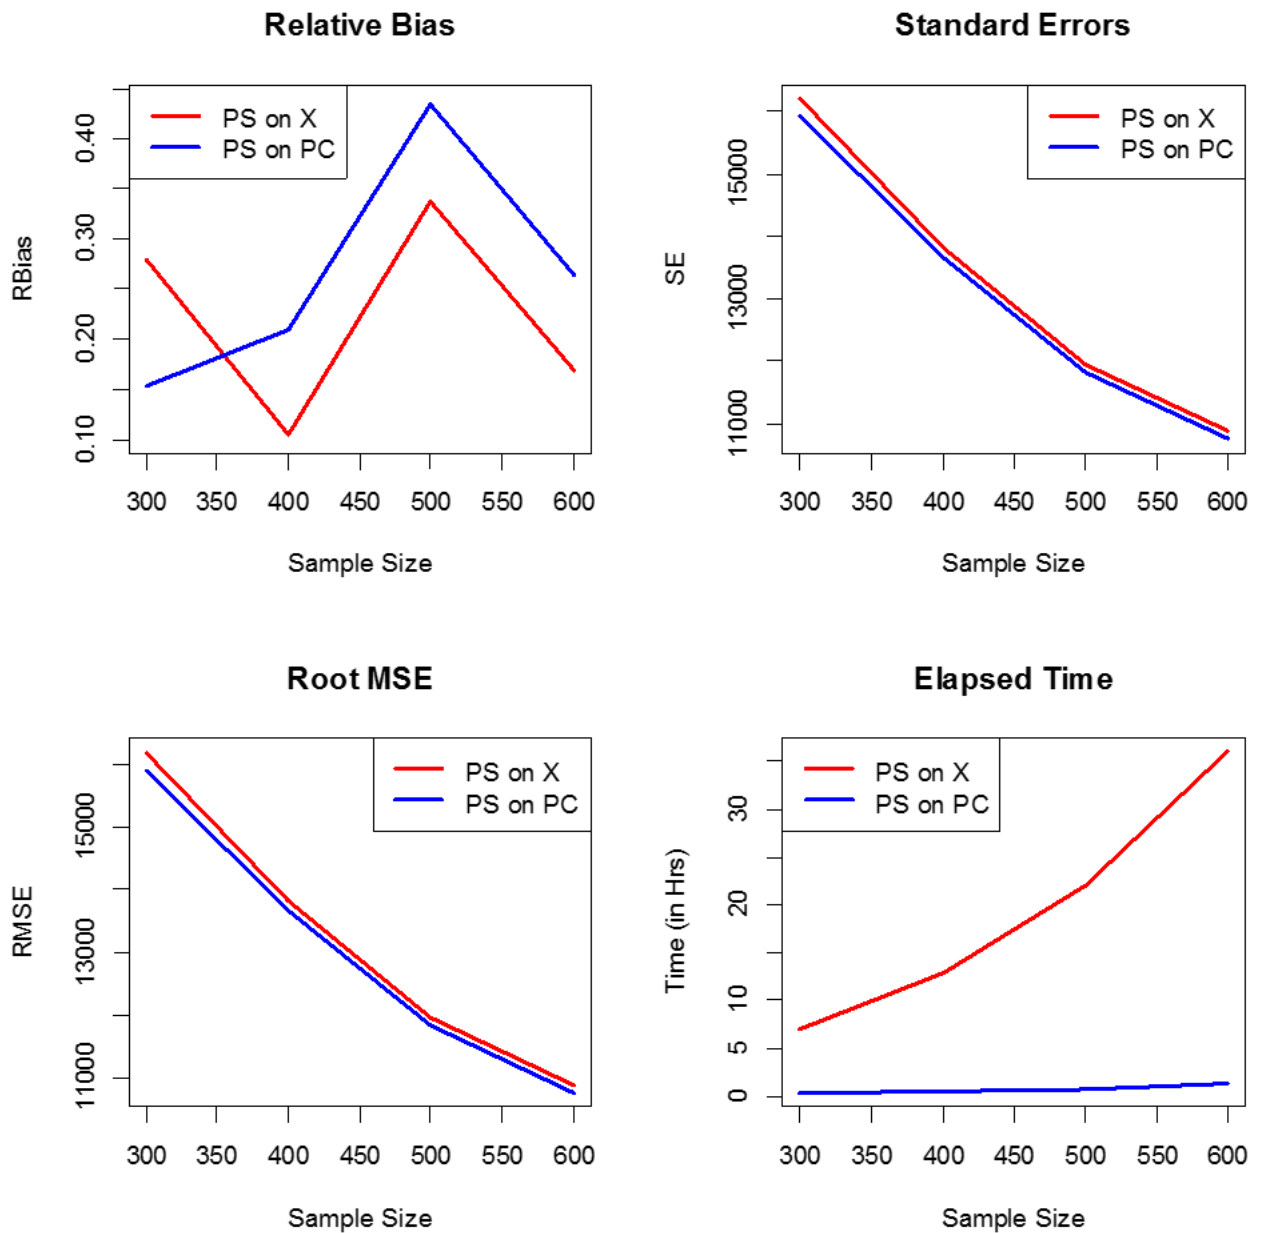 Relative Bias
PS on X
PS on PC
RBias
0.10 0.20 0.30 0.40
300 350 400 450 500 550 600
Sample Size
Standard Errors
PS on X
PS on PC
SE
11000 13000 15000
300 350 400 450 500 550 600
Sample Size
Root MSE
PS on X
PS on PC
RMSE
11000 13000 15000
300 350 400 450 500 550 600
Sample Size
Elapsed Time
PS on X
PS on PC
Time (in Hrs)
0 5 10 20 30
300 350 400 450 500 550 600
Sample Size